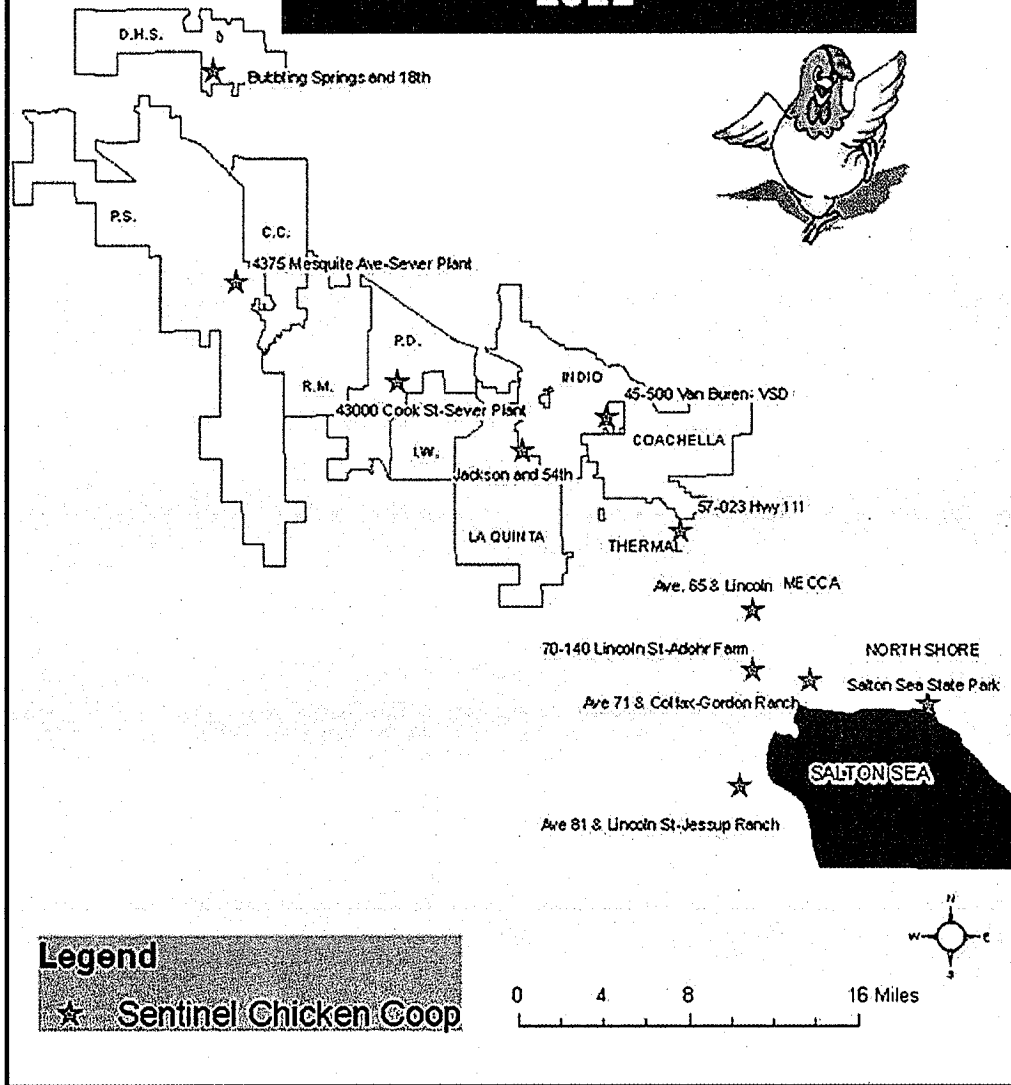 D.H.S.
Bubbling Springs and 18th
P.S.
C.C.
4375 Mesquite Ave-Sewer Plant
P.D.
R.M.
INDIO
45-500 Van Buren: VSD
43000 Cook St-Sewer Plant
COACHELLA
I.W.
Jackson and 54th
57-023 Hwy 111
LA QUINTA
THERMAL
Ave. 65 & Lincoln
MECCA
70-140 Lincoln St-Adohr Farm
NORTH SHORE
Ave 71 & Colfax-Gordon Ranch
Salton Sea State Park
SALTON SEA
Ave 81 & Lincoln St-Jessup Ranch
N
W
E
S
Legend
Sentinel Chicken Coop
0 4 8 16 Miles